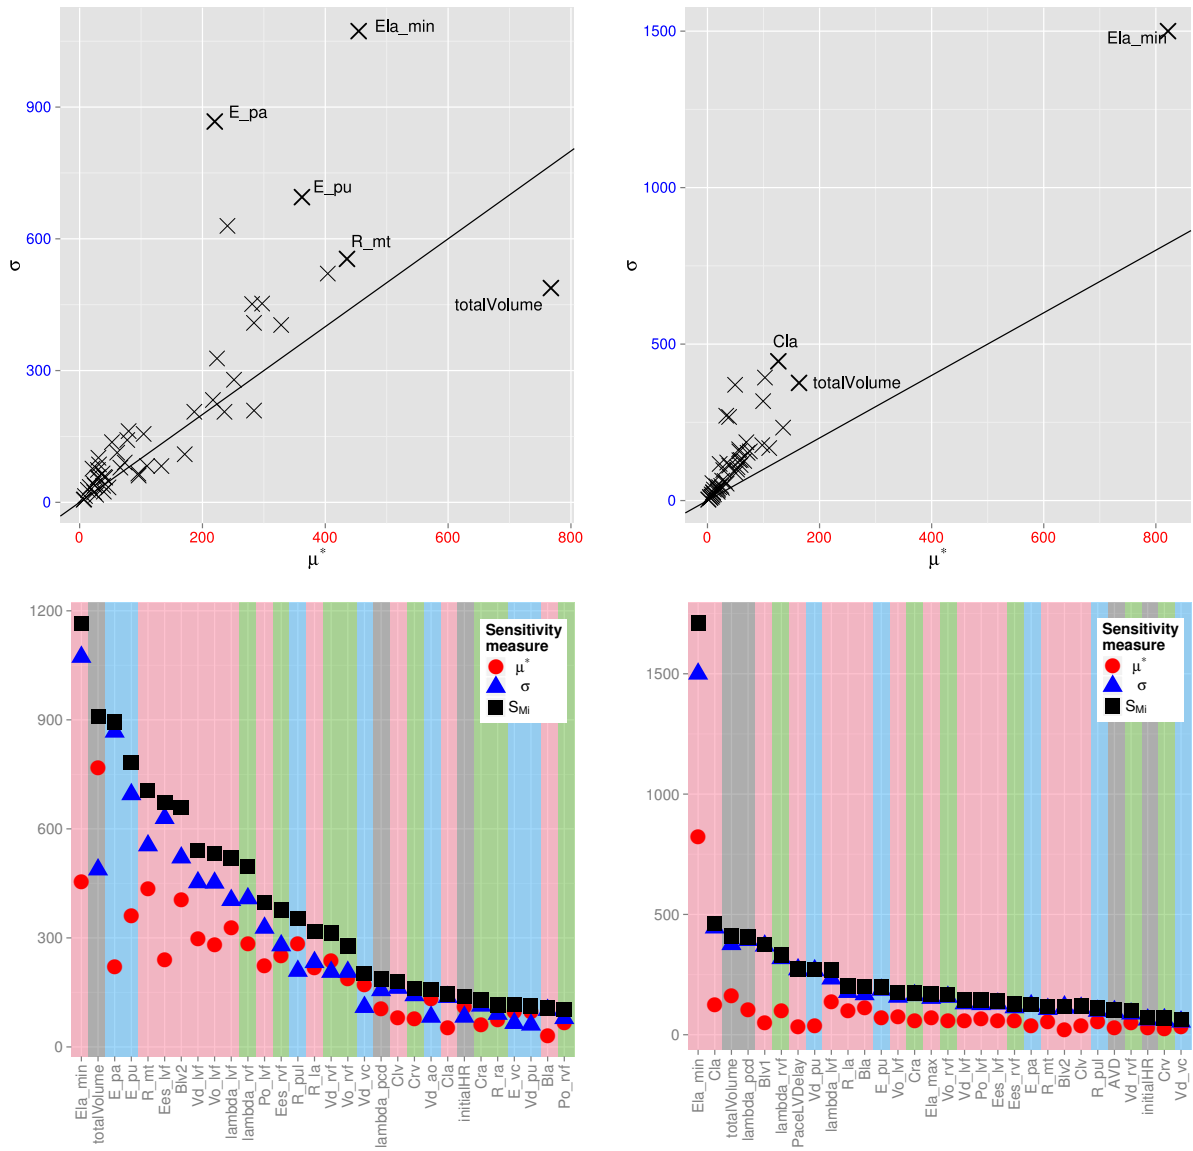 Ela_min
E_pa
E_pu
R_mt
totalVolume
900
600
300
0
σ
0
200
400
600
800
μ*
Ela_min
Cla
totalVolume
1500
1000
500
0
σ
0
200
400
600
800
μ*
1200
900
600
300
0
Sensitivity
measure
μ*
σ
S_Mi
Ela_min
totalVolume
E_pa
E_pu
R_mt
Ees_lvf
Blv2
Vd_lvf
Vo_lvf
lambda_lvf
lambda_rvf
Po_lvf
Ees_rvf
R_pul
R_la
Vd_rvf
Vo_rvf
Vd_vc
lambda_pcd
Clv
Crv
Vd_ao
Cla
initialHR
Cra
R_ra
E_vc
Vd_pu
Bla
Po_rvf
1500
1000
500
0
Sensitivity
measure
μ*
σ
S_Mi
Ela_min
Cla
totalVolume
lambda_pcd
Blv1
lambda_rvf
PaceLVDelay
Vd_pu
lambda_lvf
R_la
Bla
E_pu
Vo_lvf
Cra
Ela_max
Vo_rvf
Vd_lvf
Po_lvf
Ees_lvf
Ees_rvf
E_pa
R_mt
Blv2
Clv
R_pul
AVD
Vd_rvf
initialHR
Crv
Vd_vc